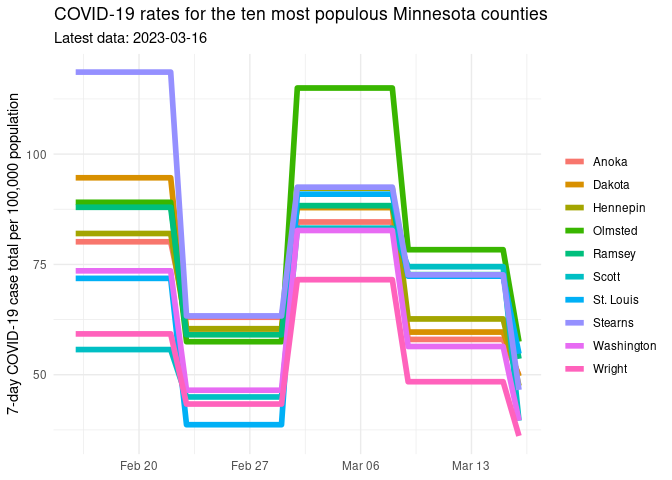 COVID-19 rates for the ten most populous Minnesota counties
Latest data: 2023-03-16
7-day COVID-19 case total per 100,000 population
100
75
50
Feb 20
Feb 27
Mar 06
Mar 13
Anoka
Dakota
Hennepin
Olmsted
Ramsey
Scott
St. Louis
Stearns
Washington
Wright